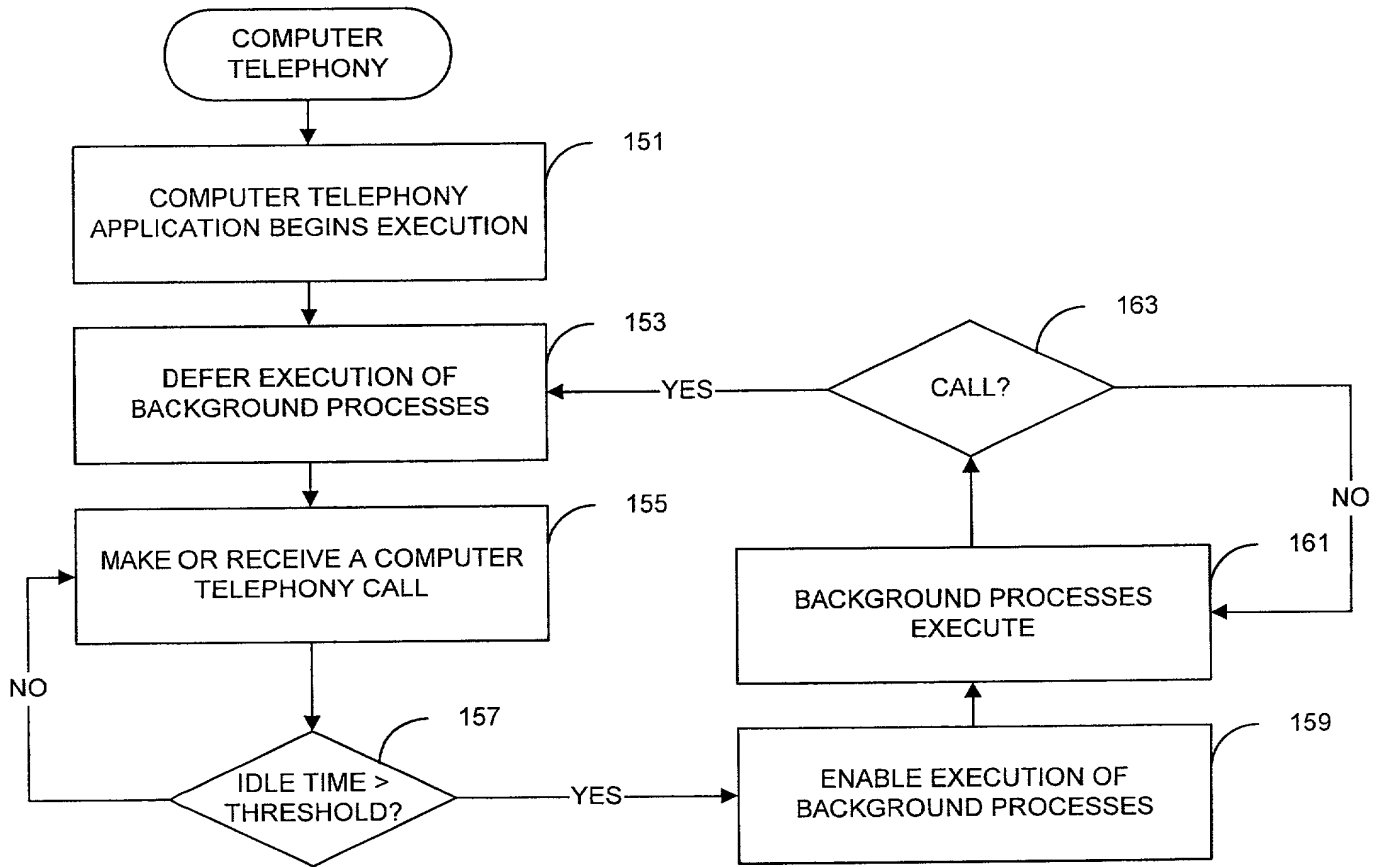 COMPUTER
TELEPHONY
151
COMPUTER TELEPHONY
APPLICATION BEGINS EXECUTION
153
DEFER EXECUTION OF
BACKGROUND PROCESSES
YES
163
CALL?
NO
155
MAKE OR RECEIVE A COMPUTER
TELEPHONY CALL
161
BACKGROUND PROCESSES
EXECUTE
NO
157
IDLE TIME >
THRESHOLD?
YES
159
ENABLE EXECUTION OF
BACKGROUND PROCESSES